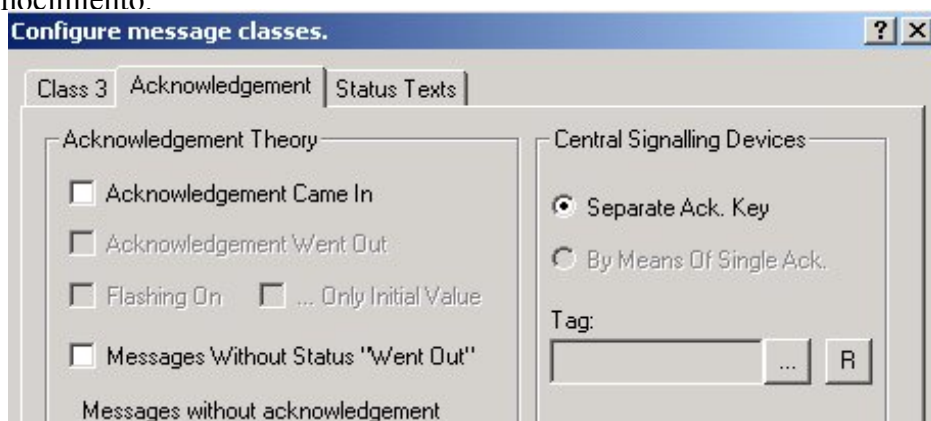 nocimiento.
Configure message classes.
Class 3 Acknowledgement Status Texts
Acknowledgement Theory
Acknowledgement Came In
Acknowledgement Went Out
Flashing On ... Only Initial Value
Messages Without Status "Went Out"
Messages without acknowledgement
Central Signalling Devices
Separate Ack. Key
By Means Of Single Ack.
Tag:
... R